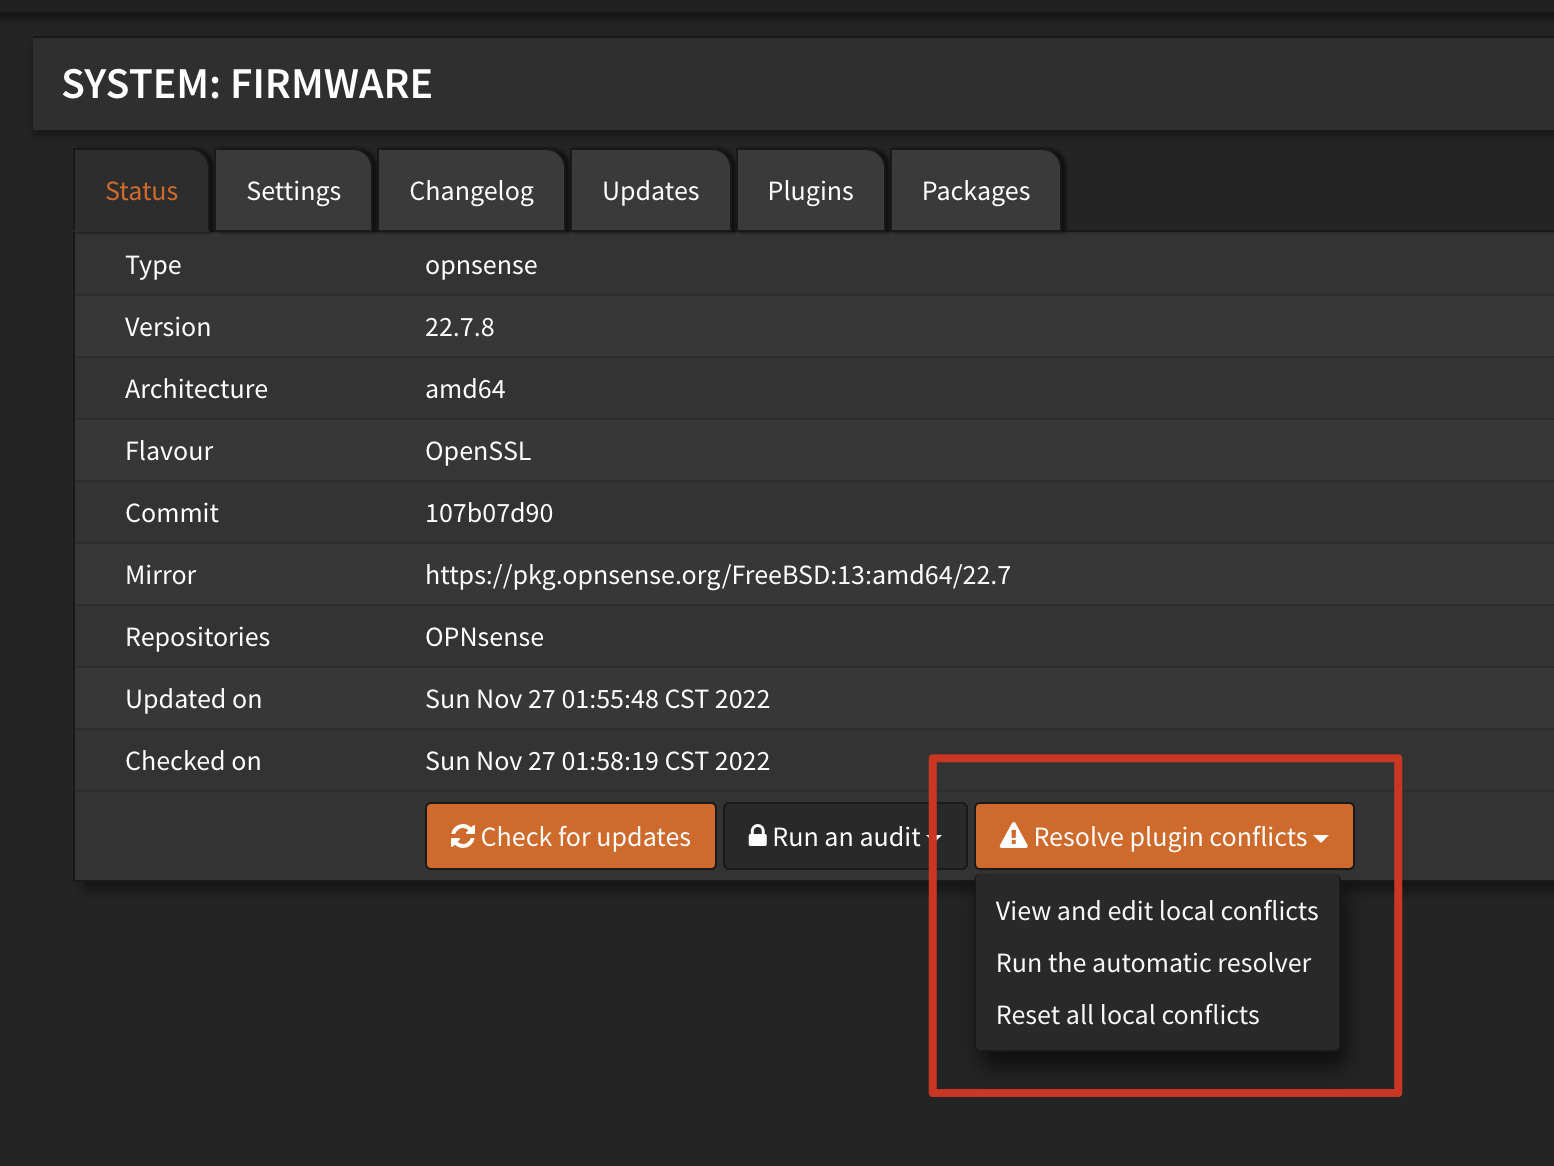 SYSTEM: FIRMWARE
Status Settings Changelog Updates Plugins Packages
Type opnsense
Version 22.7.8
Architecture amd64
Flavour OpenSSL
Commit 107b07d90
Mirror https://pkg.opnsense.org/FreeBSD:13:amd64/22.7
Repositories OPNsense
Updated on Sun Nov 27 01:55:48 CST 2022
Checked on Sun Nov 27 01:58:19 CST 2022
Check for updates Run an audit Resolve plugin conflicts
View and edit local conflicts
Run the automatic resolver
Reset all local conflicts